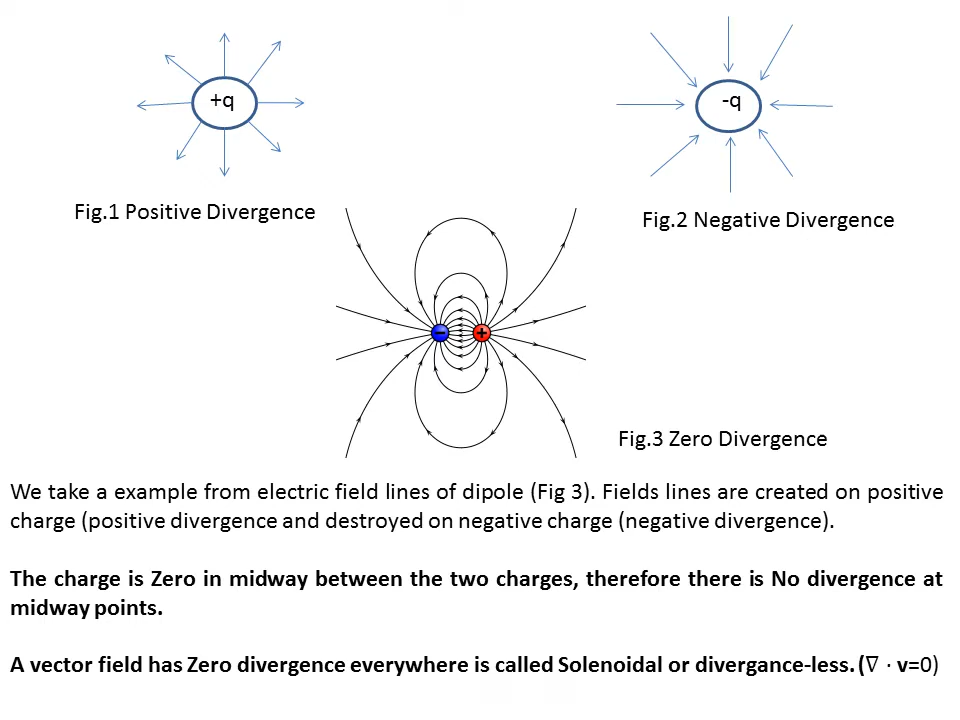 +q
-q
Fig.1 Positive Divergence
Fig.2 Negative Divergence
−
+
Fig.3 Zero Divergence
We take a example from electric field lines of dipole (Fig 3). Fields lines are created on positive
charge (positive divergence and destroyed on negative charge (negative divergence).
The charge is Zero in midway between the two charges, therefore there is No divergence at
midway points.
A vector field has Zero divergence everywhere is called Solenoidal or divergance-less. (∇ · v=0)